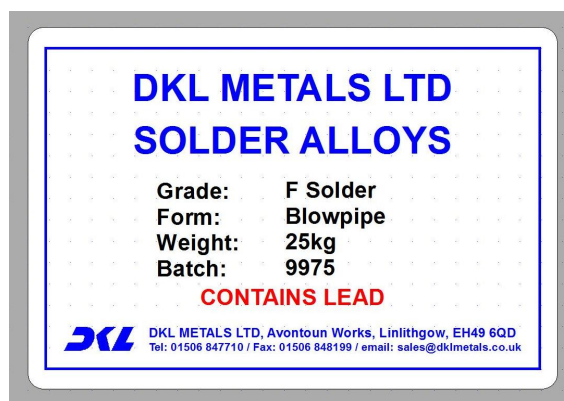 DKL METALS LTD
SOLDER ALLOYS
Grade: F Solder
Form: Blowpipe
Weight: 25kg
Batch: 9975
CONTAINS LEAD
DKL
DKL METALS LTD, Avontoun Works, Linlithgow, EH49 6QD
Tel: 01506 847710 / Fax: 01506 848199 / email: sales@dklmetals.co.uk